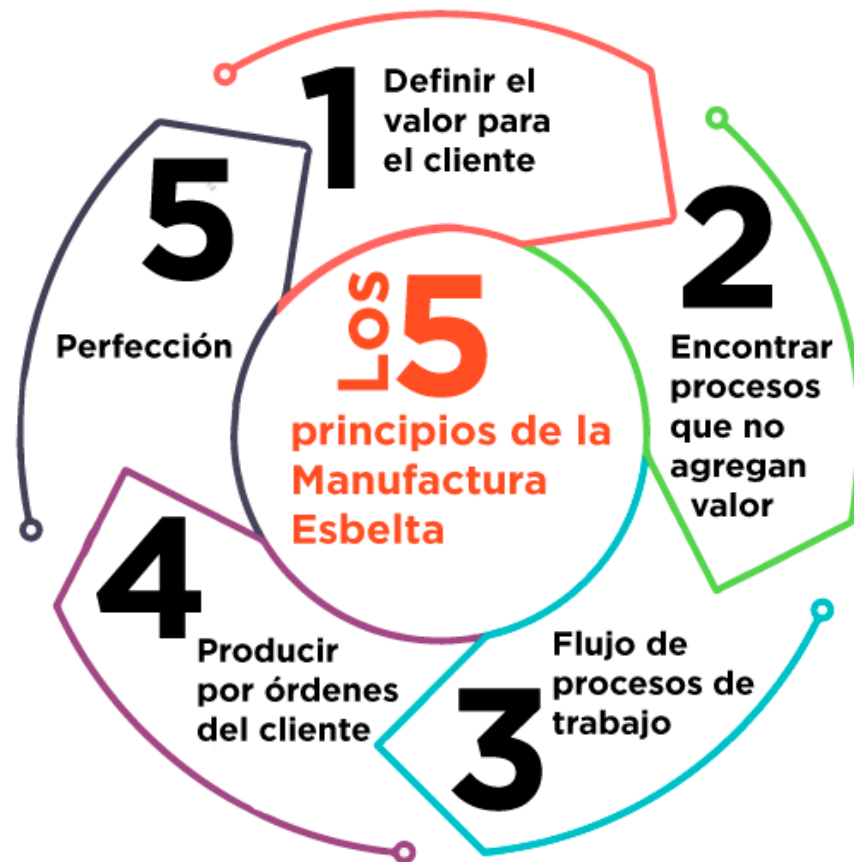 LOS 5
principios de la
Manufactura
Esbelta
1
Definir el
valor para
el cliente
2
Encontrar
procesos
que no
agregan
valor
3
Flujo de
procesos de
trabajo
4
Producir
por órdenes
del cliente
5
Perfección